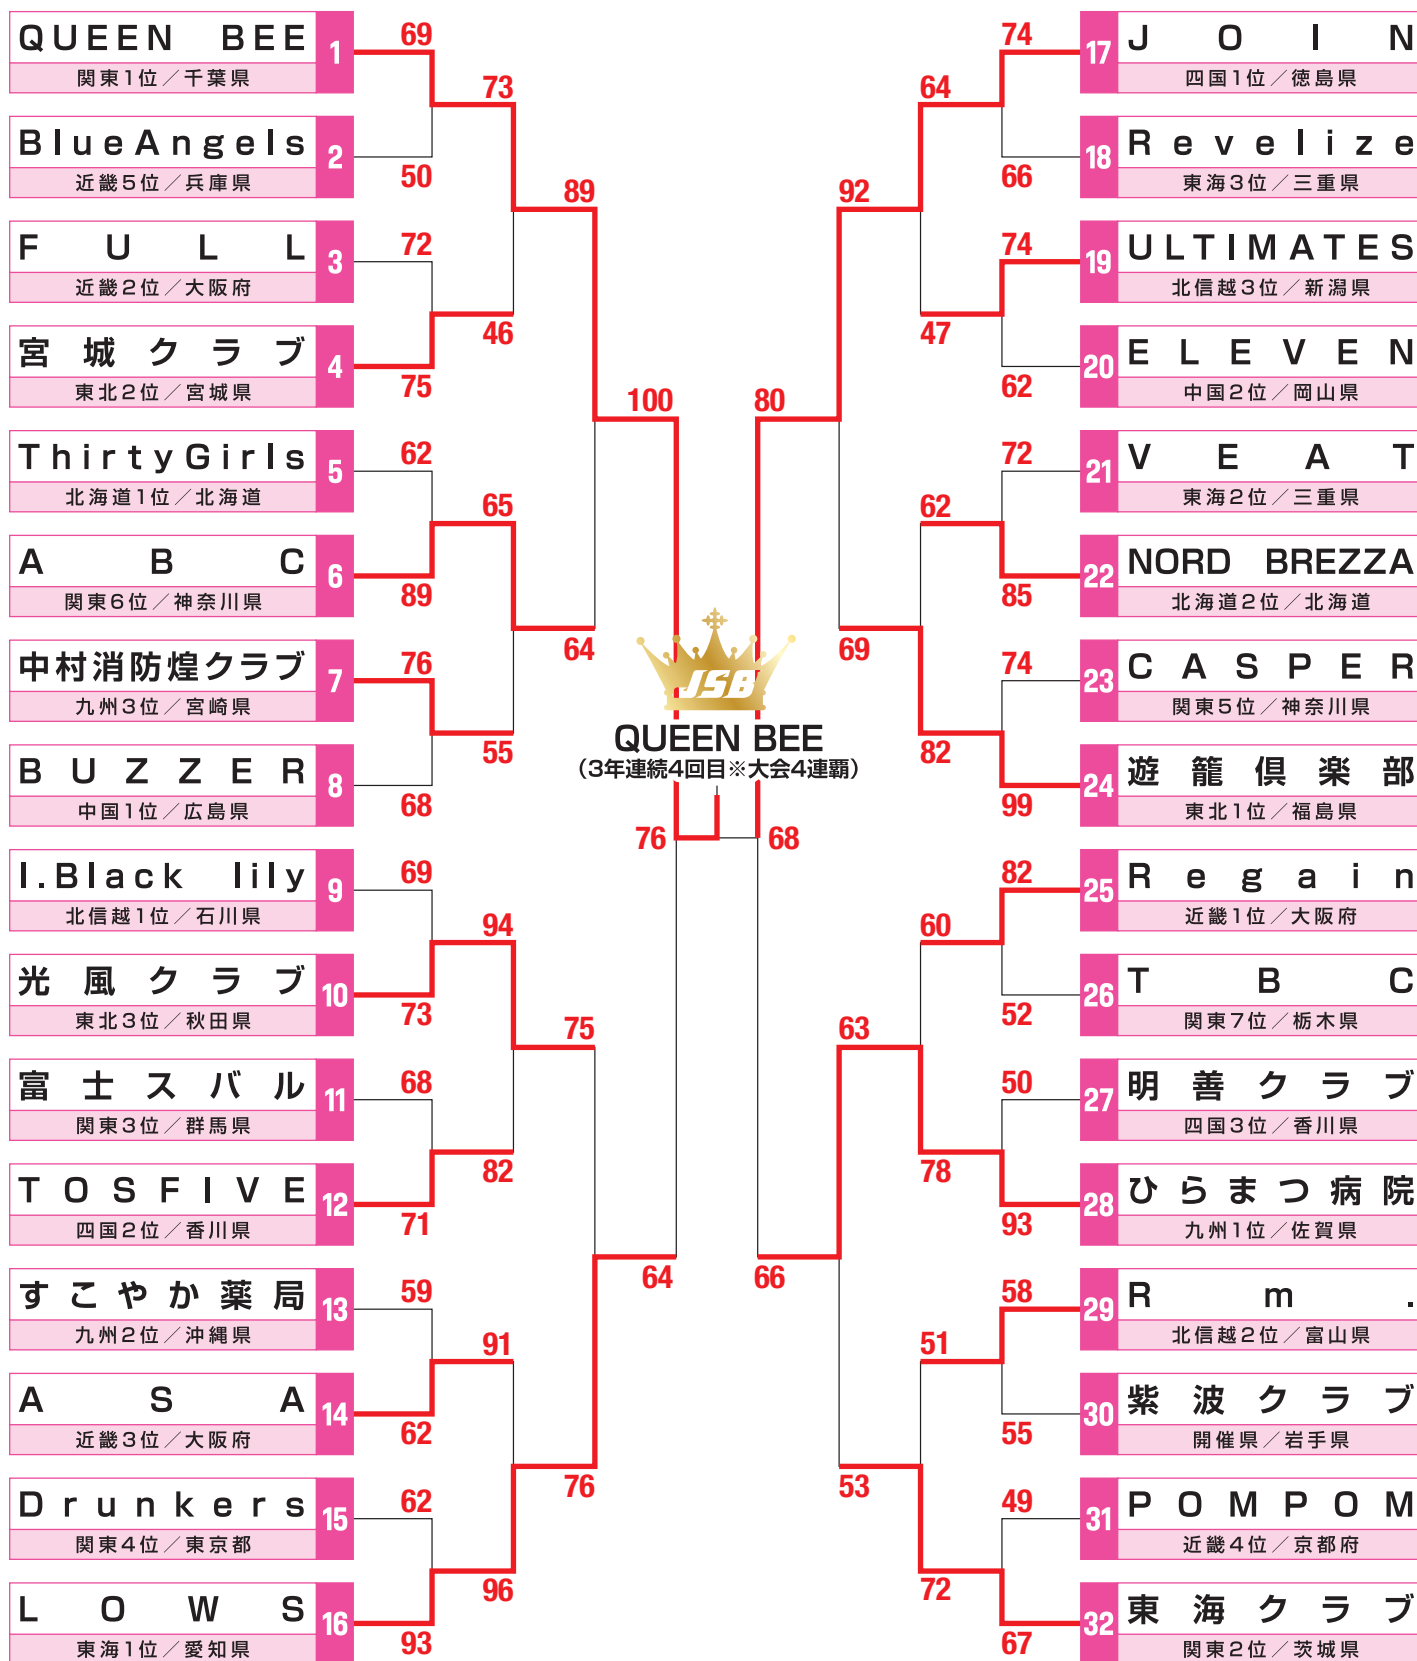 QUEEN BEE
関東1位／千葉県
1
69
BlueAngels
近畿5位／兵庫県
2
50
73
FULL
近畿2位／大阪府
3
72
宮城クラブ
東北2位／宮城県
4
75
46
89
ThirtyGirls
北海道1位／北海道
5
62
ABC
関東6位／神奈川県
6
89
65
中村消防煌クラブ
九州3位／宮崎県
7
76
BUZZER
中国1位／広島県
8
68
55
64
100
I.Black lily
北信越1位／石川県
9
69
光風クラブ
東北3位／秋田県
10
73
94
富士スバル
関東3位／群馬県
11
68
TOSFIVE
四国2位／香川県
12
71
82
75
すこやか薬局
九州2位／沖縄県
13
59
ASA
近畿3位／大阪府
14
62
91
Drunkers
関東4位／東京都
15
62
LOWS
東海1位／愛知県
16
93
96
76
64
JSB
QUEEN BEE
（3年連続4回目※大会4連覇）
76
68
JOIN
四国1位／徳島県
17
74
Revelize
東海3位／三重県
18
66
64
ULTIMATES
北信越3位／新潟県
19
74
ELEVEN
中国2位／岡山県
20
62
47
92
VEAT
東海2位／三重県
21
72
NORD BREZZA
北海道2位／北海道
22
85
62
CASPER
関東5位／神奈川県
23
74
遊籠倶楽部
東北1位／福島県
24
99
82
69
80
Regain
近畿1位／大阪府
25
82
TBC
関東7位／栃木県
26
52
60
明善クラブ
四国3位／香川県
27
50
ひらまつ病院
九州1位／佐賀県
28
93
78
63
Rm.
北信越2位／富山県
29
58
紫波クラブ
開催県／岩手県
30
55
51
POMPOM
近畿4位／京都府
31
49
東海クラブ
関東2位／茨城県
32
67
72
53
66